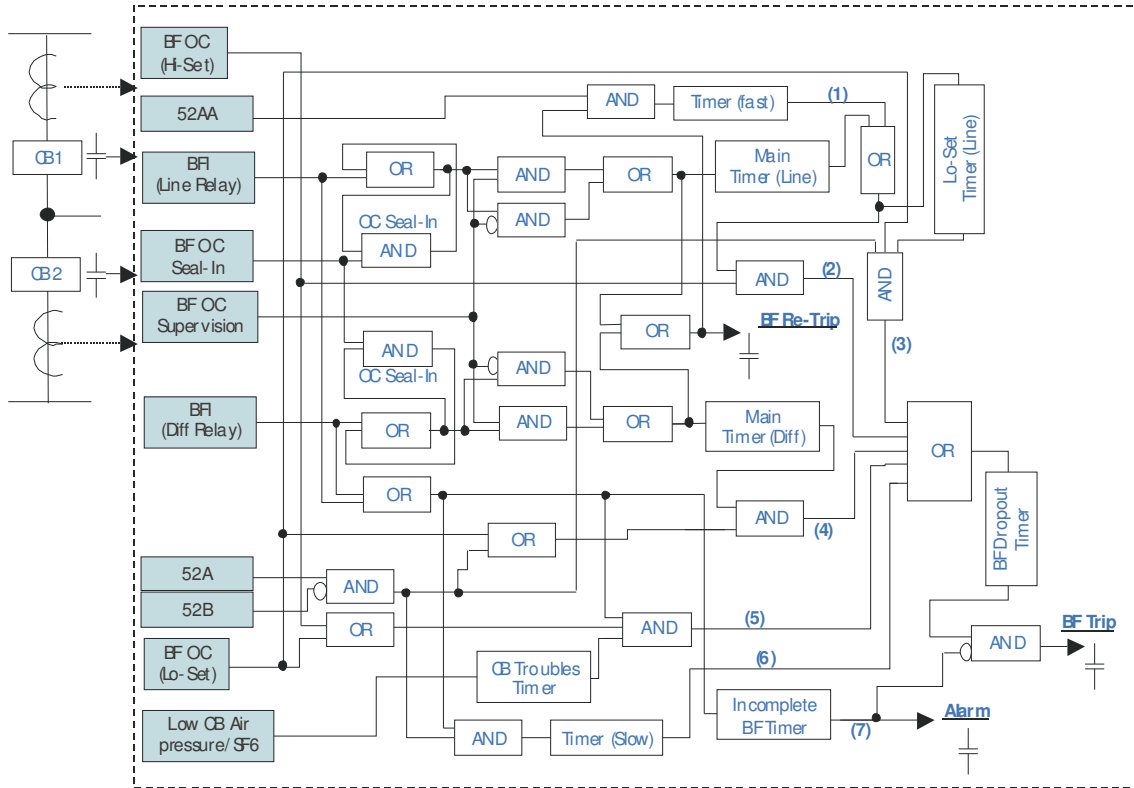 BF OC
(Hi-Set)
52AA
CB1
BFI
(Line Relay)
BF OC
Seal-In
CB2
BF OC
Supervision
BFI
(Diff Relay)
52A
52B
BF OC
(Lo-Set)
Low CB Air
pressure/SF6
AND
Timer (fast)
(1)
OR
Lo-Set
Timer (Line)
OR
AND
OR
Main
Timer (Line)
AND
OC Seal-In
AND
AND
(2)
AND
(3)
OR
BF Re-Trip
AND
OC Seal-In
AND
OR
AND
OR
Main
Timer (Diff)
OR
OR
AND
(4)
OR
BF Dropout
Timer
AND
OR
AND
(5)
CB Troubles
Timer
(6)
AND
BF Trip
AND
Timer (Slow)
Incomplete
BF Timer
(7)
Alarm